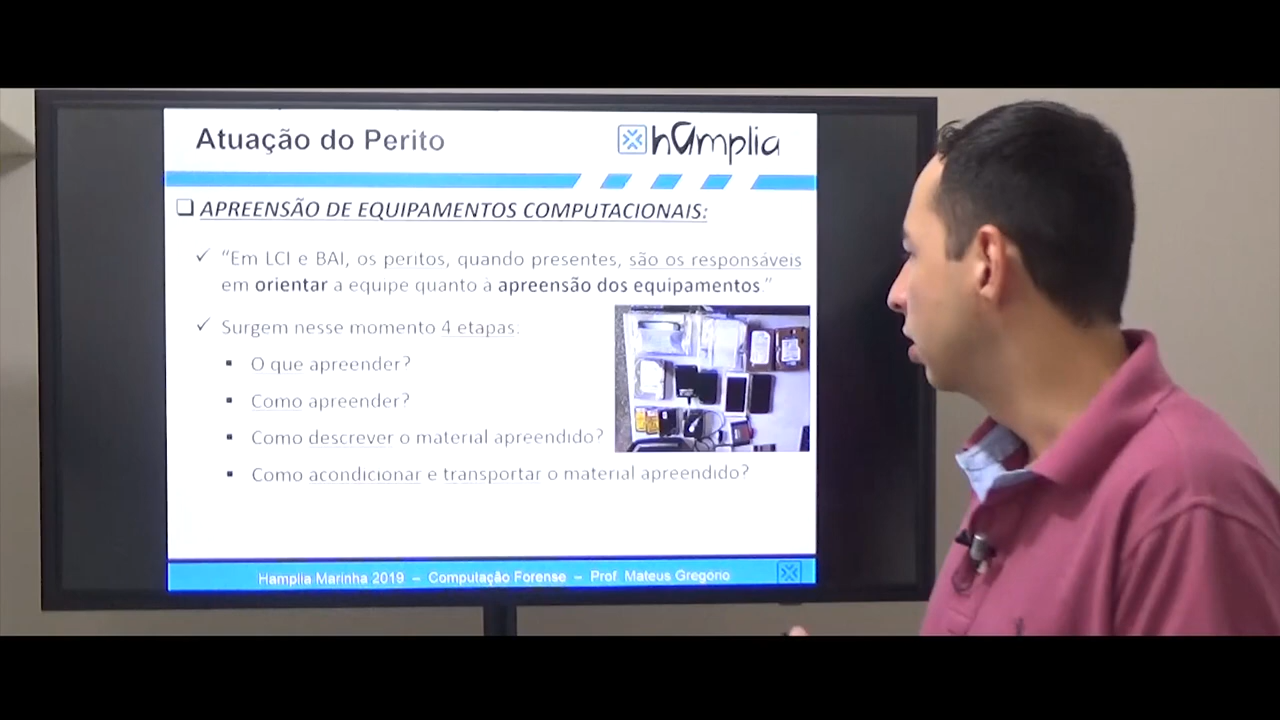 Atuação do Perito
hamplia
APREENSÃO DE EQUIPAMENTOS COMPUTACIONAIS:
“Em LCI e BAI, os peritos, quando presentes, são os responsáveis
em orientar a equipe quanto à apreensão dos equipamentos.”
Surgem nesse momento 4 etapas:
O que apreender?
Como apreender?
Como descrever o material apreendido?
Como acondicionar e transportar o material apreendido?
Hamplia Marinha 2019 – Computação Forense – Prof. Mateus Gregório